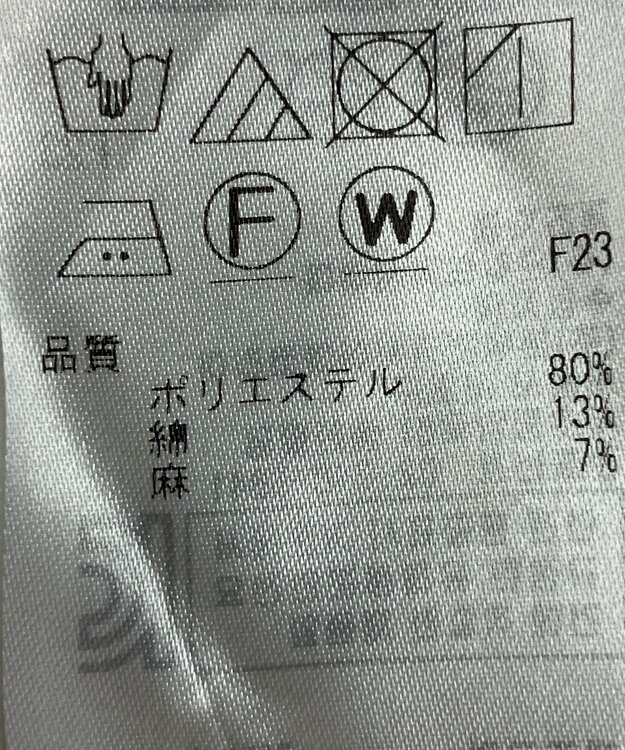 F W
F23
品質
ポリエステル 80%
綿 13%
麻 7%